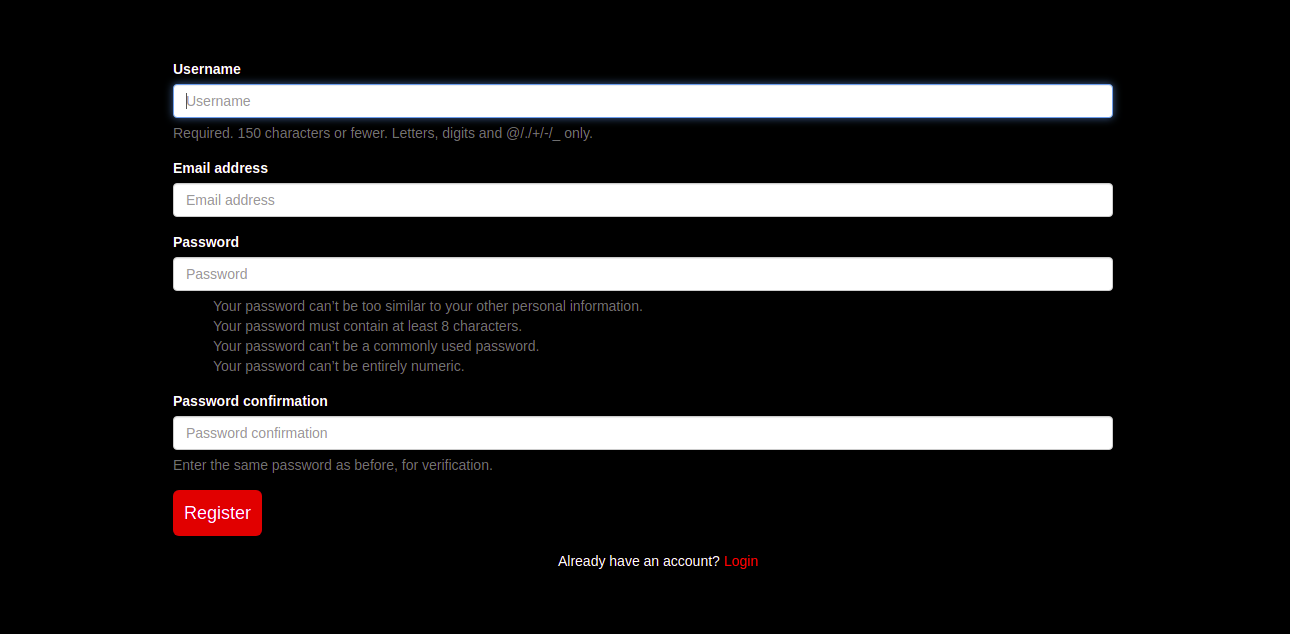 Username
Username
Required. 150 characters or fewer. Letters, digits and @/./+/-/_ only.
Email address
Email address
Password
Password
Your password can't be too similar to your other personal information.
Your password must contain at least 8 characters.
Your password can't be a commonly used password.
Your password can't be entirely numeric.
Password confirmation
Password confirmation
Enter the same password as before, for verification.
Register
Already have an account? Login